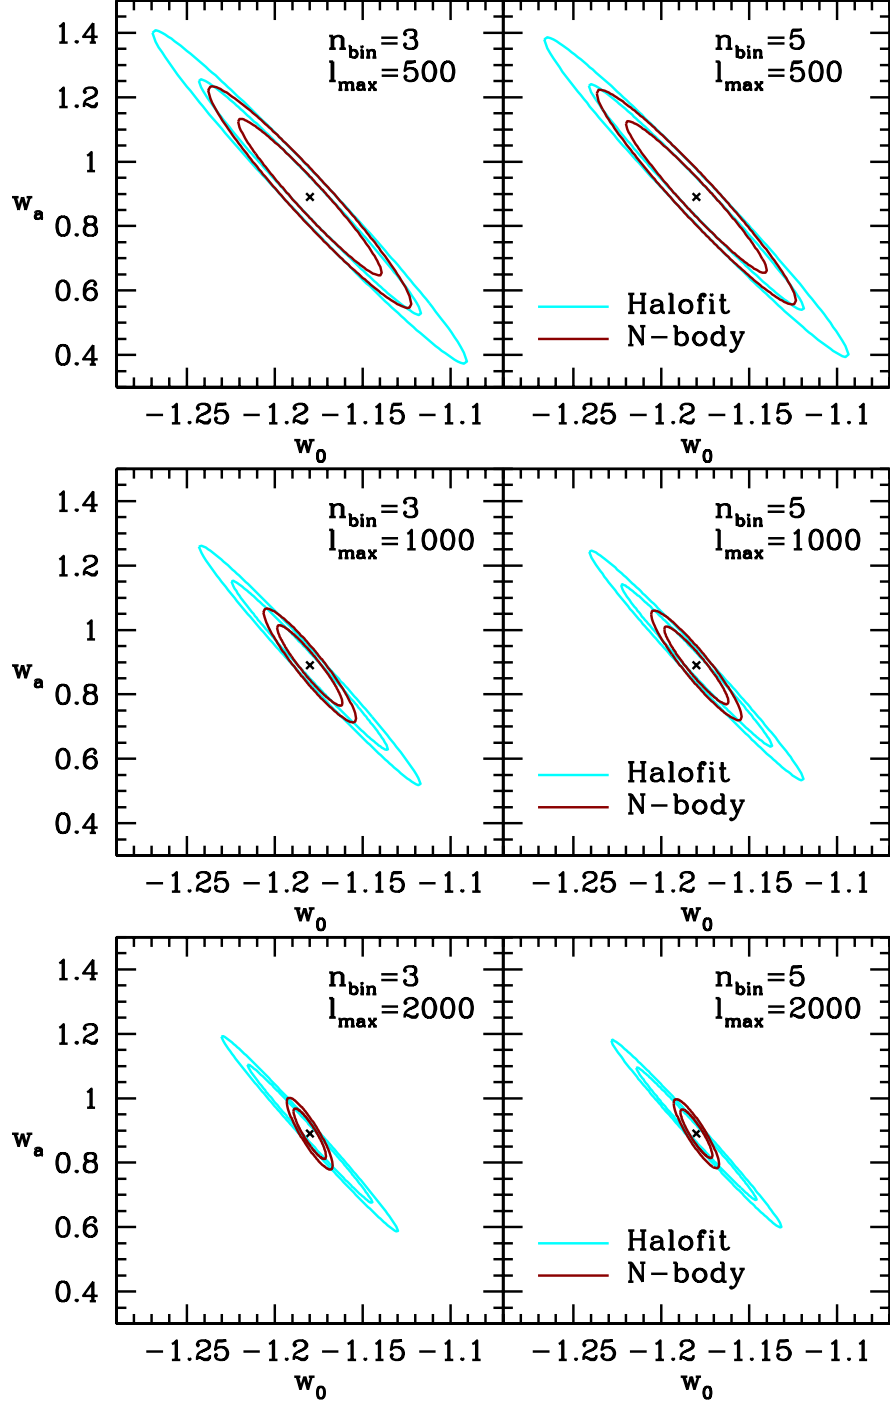 n_bin=3
l_max=500
n_bin=5
l_max=500
1.4
1.2
1
0.8
0.6
0.4
w_a
Halofit
N-body
-1.25 -1.2 -1.15 -1.1
-1.25 -1.2 -1.15 -1.1
w_0
w_0
n_bin=3
l_max=1000
n_bin=5
l_max=1000
1.4
1.2
1
0.8
0.6
0.4
w_a
Halofit
N-body
-1.25 -1.2 -1.15 -1.1
-1.25 -1.2 -1.15 -1.1
w_0
w_0
n_bin=3
l_max=2000
n_bin=5
l_max=2000
1.4
1.2
1
0.8
0.6
0.4
w_a
Halofit
N-body
-1.25 -1.2 -1.15 -1.1
-1.25 -1.2 -1.15 -1.1
w_0
w_0